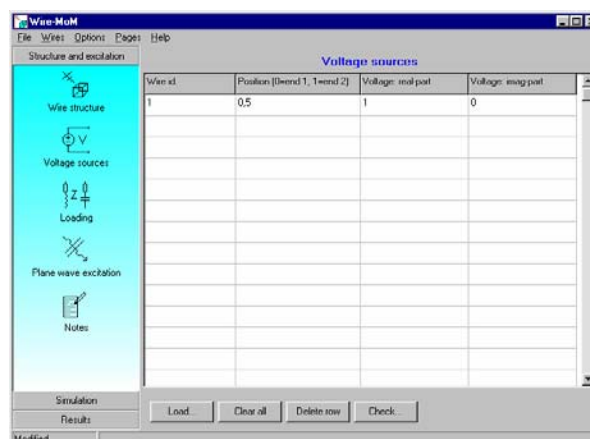 Wire-MoM
File Wires Options Pages Help
Structure and excitation
Voltage sources
Wire id Position (0=end 1, 1=end 2) Voltage: real-part Voltage: imag-part
1 0,5 1 0
Wire structure
Voltage sources
Loading
Plane wave excitation
Notes
Simulation
Results
Load... Clear all Delete row Check...
Modified